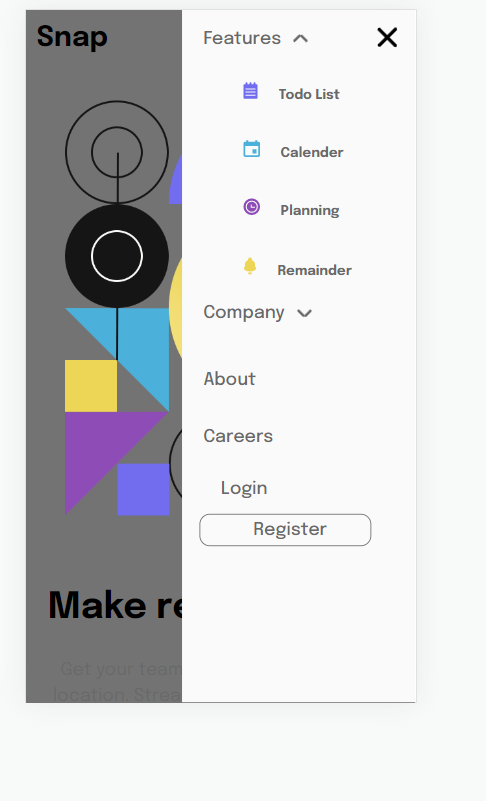 Snap
Features
Todo List
Calender
Planning
Remainder
Company
About
Careers
Login
Register
Make re
Get your team
location. Strea